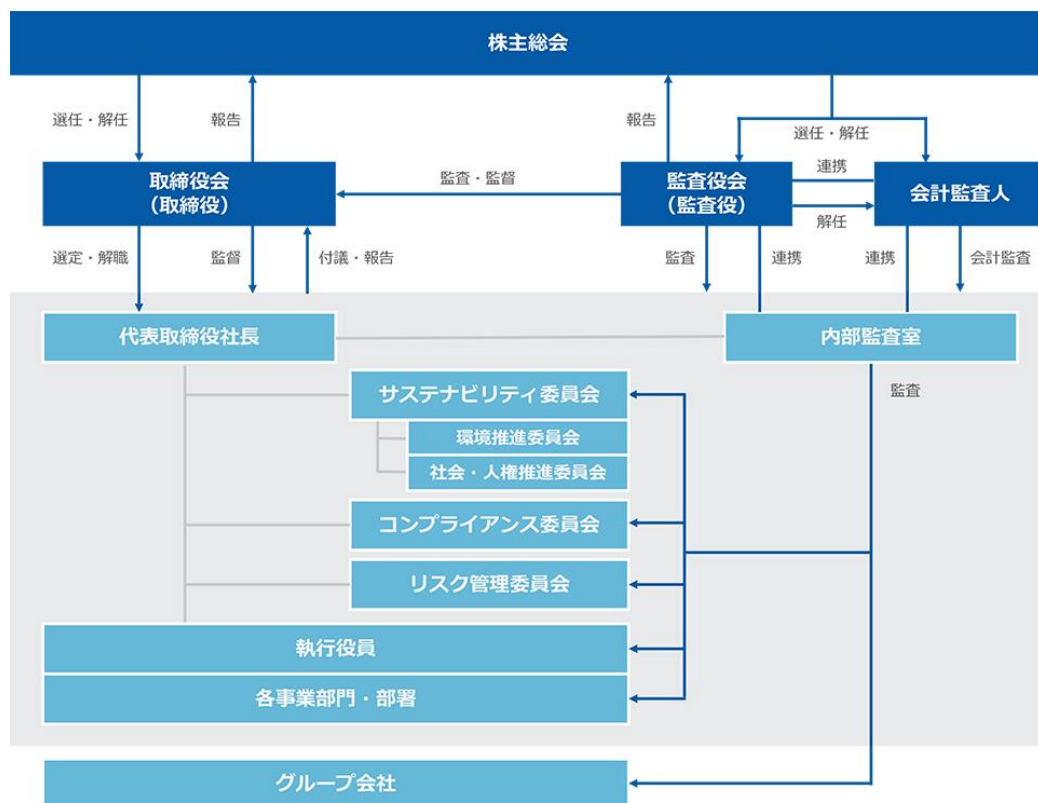 株主総会
選任・解任
報告
報告
選任・解任
取締役会
(取締役)
監査・監督
監査役会
(監査役)
連携
解任
会計監査人
選定・解職
監督
付議・報告
監査
連携
連携
会計監査
代表取締役社長
内部監査室
監査
サステナビリティ委員会
環境推進委員会
社会・人権推進委員会
コンプライアンス委員会
リスク管理委員会
執行役員
各事業部門・部署
グループ会社